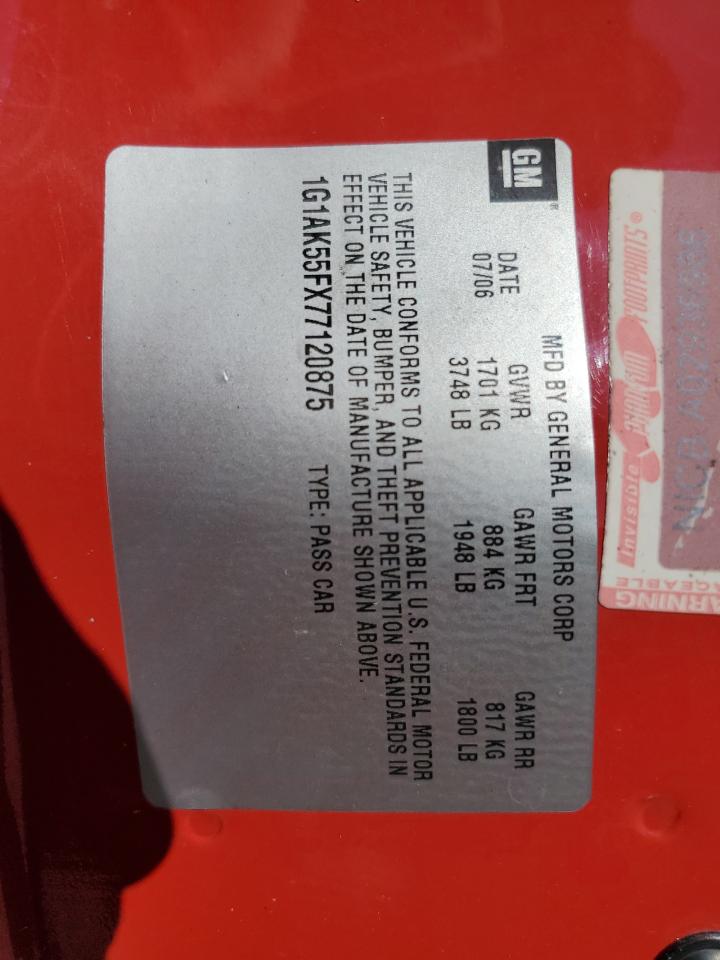 GM
MFD BY GENERAL MOTORS CORP
DATE GVWR GAWR FRT GAWR RR
07/06 1701 KG 884 KG 817 KG
3748 LB 1948 LB 1800 LB
THIS VEHICLE CONFORMS TO ALL APPLICABLE U.S. FEDERAL MOTOR
VEHICLE SAFETY, BUMPER, AND THEFT PREVENTION STANDARDS IN
EFFECT ON THE DATE OF MANUFACTURE SHOWN ABOVE.
1G1AK55FX77120875 TYPE: PASS CAR
ARNING